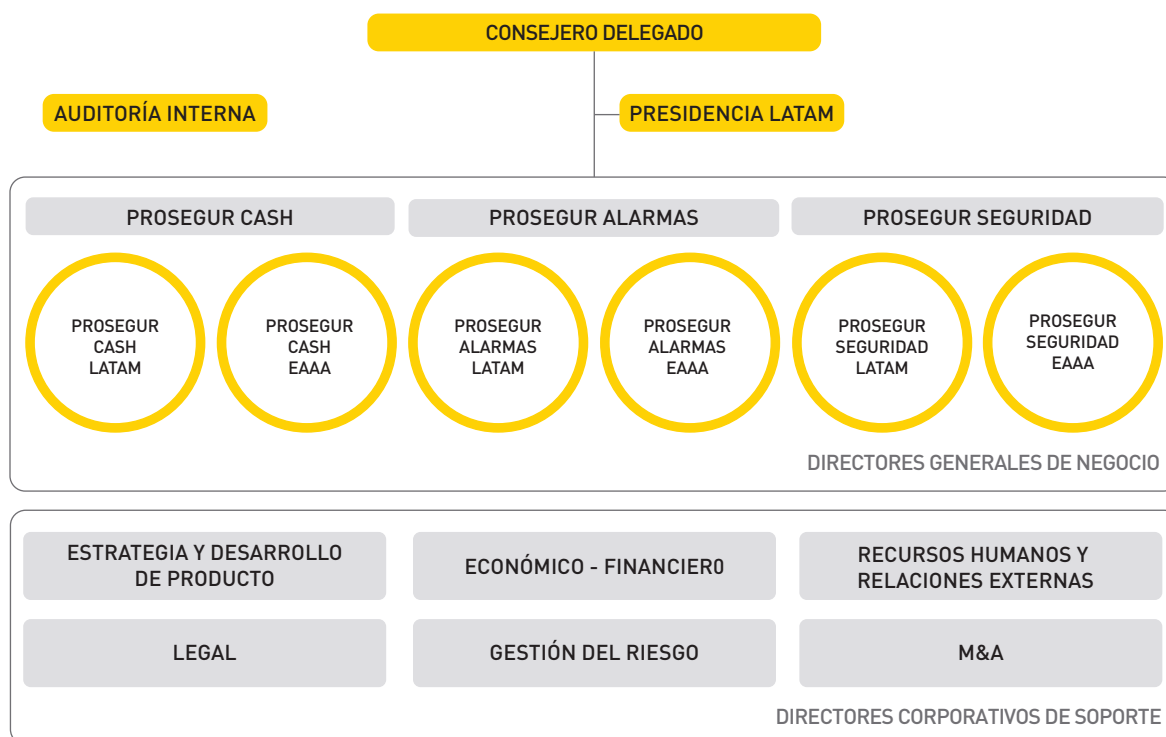 CONSEJERO DELEGADO
AUDITORÍA INTERNA
PRESIDENCIA LATAM
PROSEGUR CASH
PROSEGUR ALARMAS
PROSEGUR SEGURIDAD
PROSEGUR
CASH
LATAM
PROSEGUR
CASH
EAAA
PROSEGUR
ALARMAS
LATAM
PROSEGUR
ALARMAS
EAAA
PROSEGUR
SEGURIDAD
LATAM
PROSEGUR
SEGURIDAD
EAAA
DIRECTORES GENERALES DE NEGOCIO
ESTRATEGIA Y DESARROLLO
DE PRODUCTO
ECONÓMICO - FINANCIER0
RECURSOS HUMANOS Y
RELACIONES EXTERNAS
LEGAL
GESTIÓN DEL RIESGO
M&A
DIRECTORES CORPORATIVOS DE SOPORTE